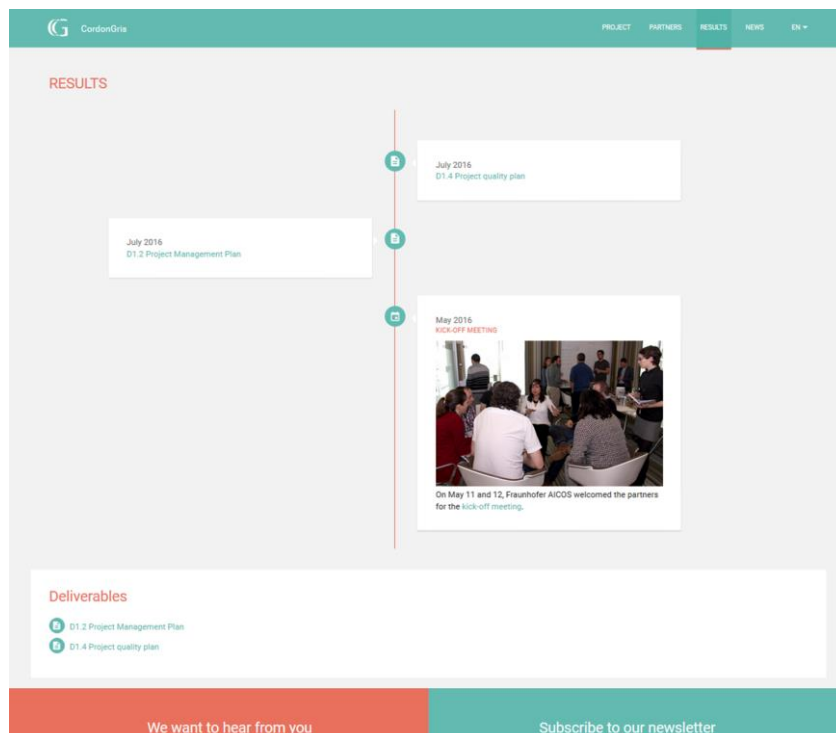 CordonGris
PROJECT PARTNERS RESULTS NEWS EN
RESULTS
July 2016
D1.4 Project quality plan
July 2016
D1.2 Project Management Plan
May 2016
KICK-OFF MEETING
On May 11 and 12, Fraunhofer AICOS welcomed the partners
for the kick-off meeting.
Deliverables
D1.2 Project Management Plan
D1.4 Project quality plan
We want to hear from you
Subscribe to our newsletter